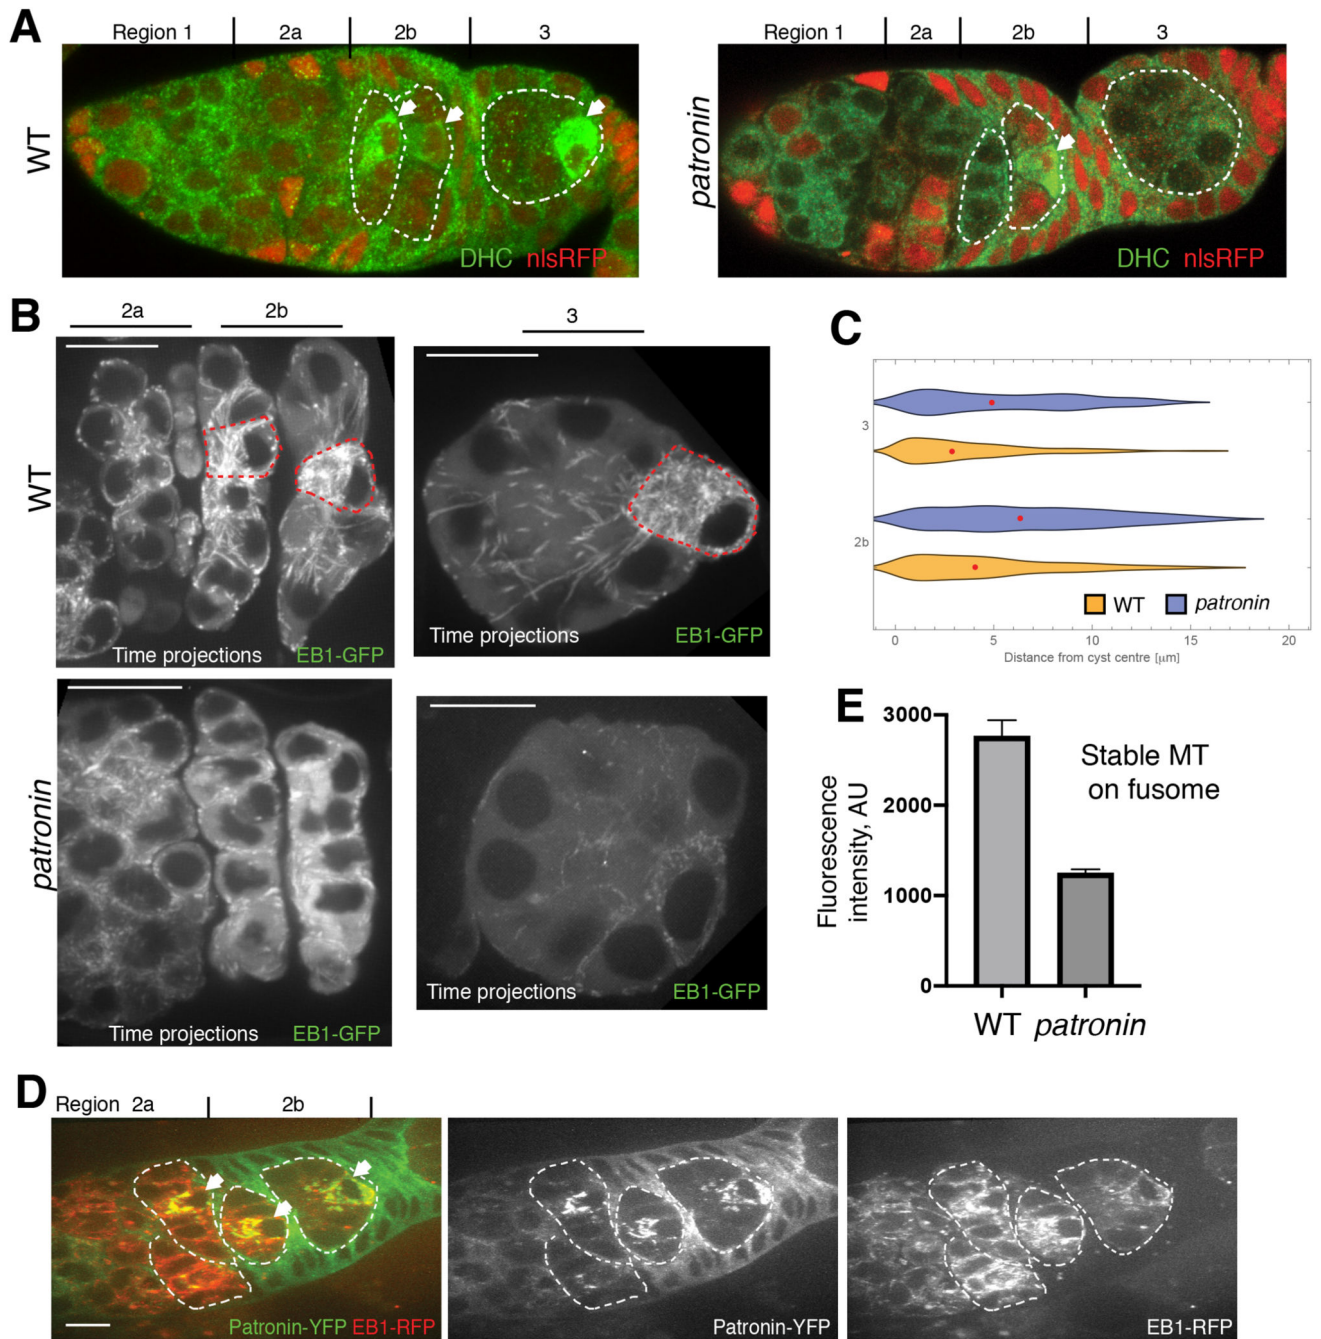 A
Region 1 2a 2b 3
WT
DHC nlsRFP
Region 1 2a 2b 3
patronin
DHC nlsRFP
B
2a 2b 3
WT
Time projections EB1-GFP
Time projections EB1-GFP
patronin
Time projections EB1-GFP
Time projections EB1-GFP
C
3
2b
WT patronin
0 5 10 15 20
Distance from cyst centre [μm]
E
Fluorescence
intensity, AU
3000
2000
1000
0
Stable MT
on fusome
WT patronin
D
Region 2a 2b
Patronin-YFP EB1-RFP
Patronin-YFP
EB1-RFP